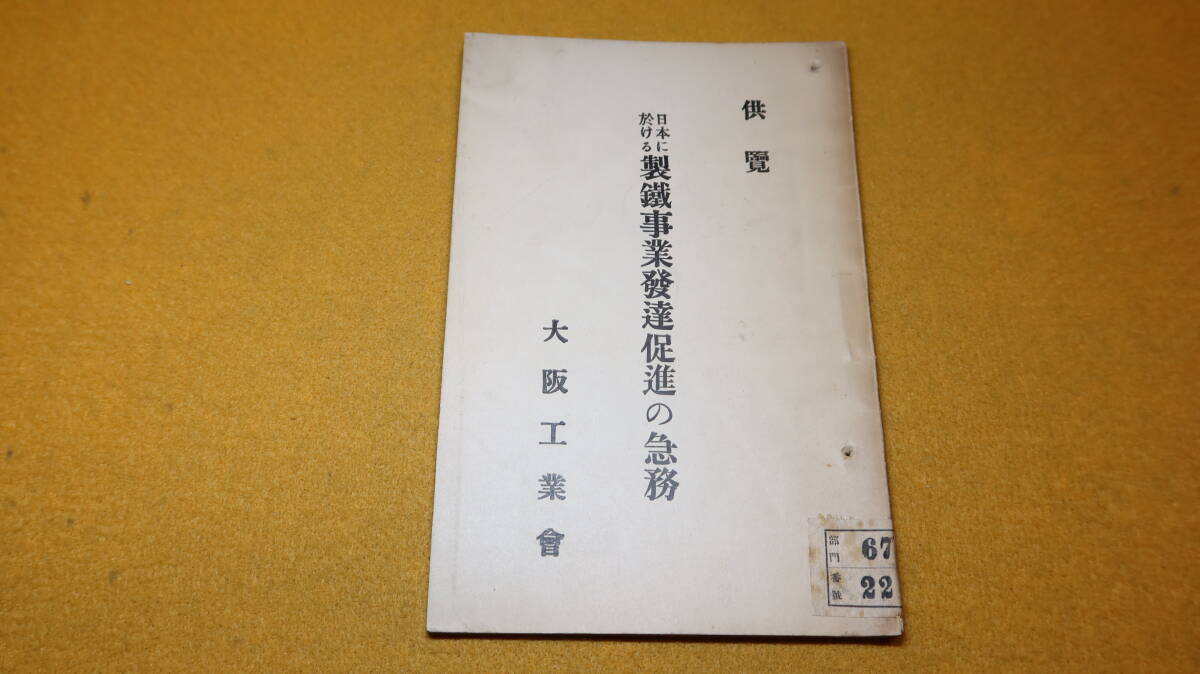 供覽
日本に
於ける
製鐵事業發達促進の急務
大阪工業會
部門 67
番號 22